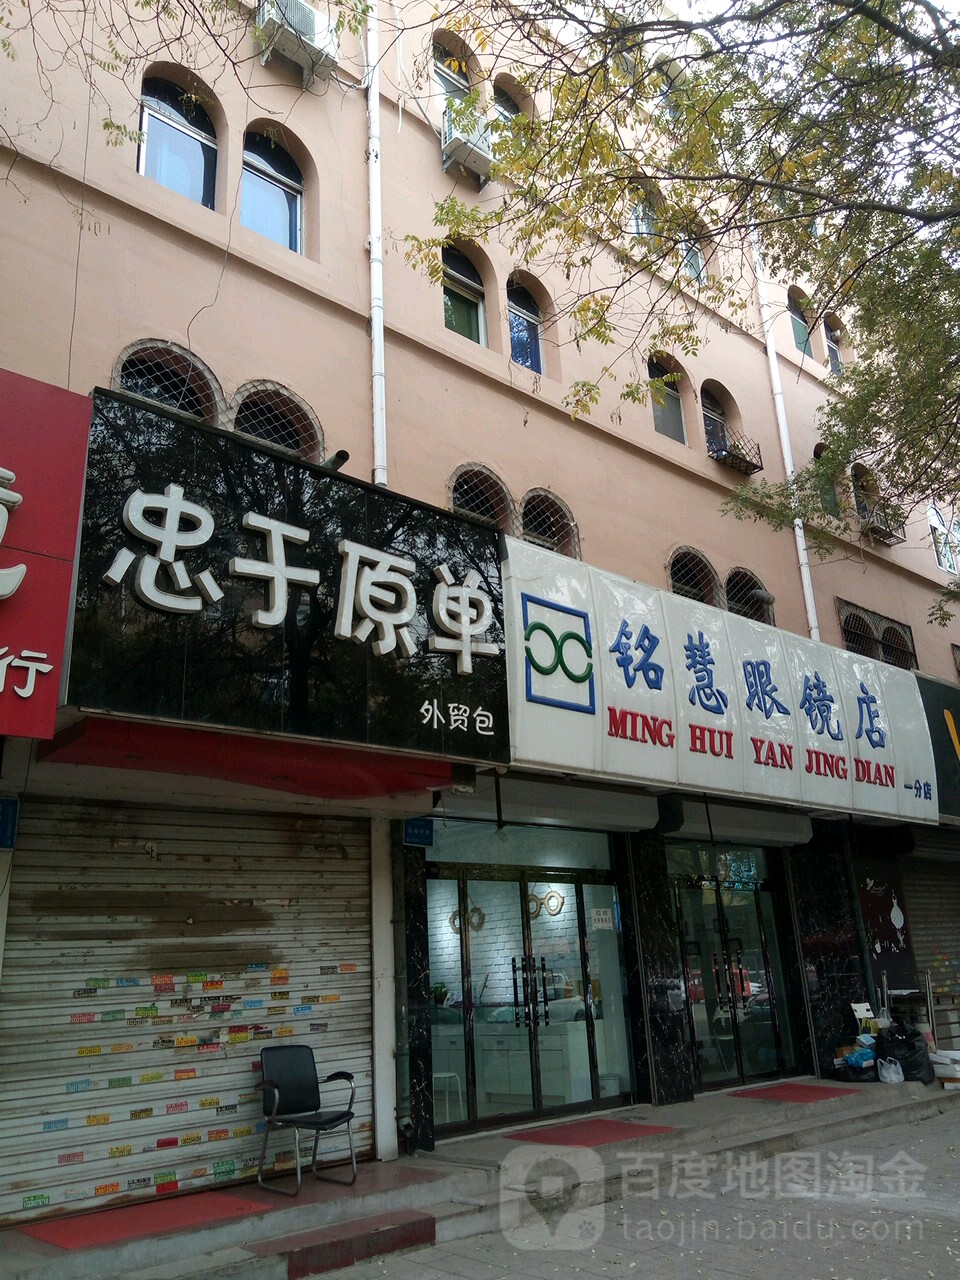 行
忠于原单
外贸包
铭慧眼镜店
MING HUI YAN JING DIAN
一分店
百度地图淘金
taojin.baidu.com